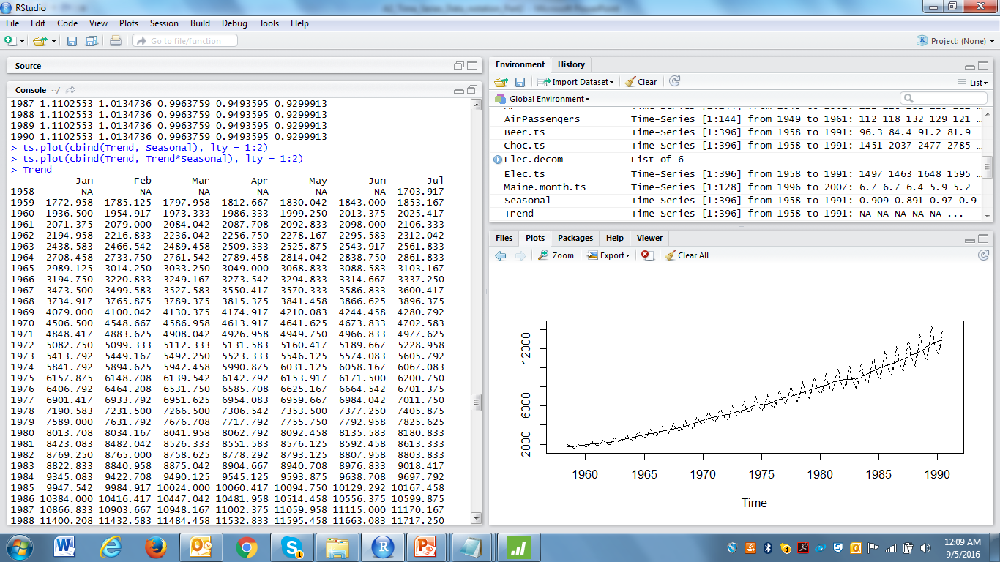 RStudio
File Edit Code View Plots Session Build Debug Tools Help
Go to file/function
Project: (None)
Source
Console ~/
1987 1.1102553 1.0134736 0.9963759 0.9493595 0.9299913
1988 1.1102553 1.0134736 0.9963759 0.9493595 0.9299913
1989 1.1102553 1.0134736 0.9963759 0.9493595 0.9299913
1990 1.1102553 1.0134736 0.9963759 0.9493595 0.9299913
> ts.plot(cbind(Trend, Seasonal), lty = 1:2)
> ts.plot(cbind(Trend, Trend*Seasonal), lty = 1:2)
> Trend
Jan Feb Mar Apr May Jun Jul
1958 NA NA NA NA NA NA 1703.917
1959 1772.958 1785.125 1797.958 1812.667 1830.042 1843.000 1853.167
1960 1936.500 1954.917 1973.333 1986.333 1999.250 2013.375 2025.417
1961 2071.375 2079.000 2084.042 2087.708 2092.833 2098.000 2106.333
1962 2194.958 2216.833 2236.042 2256.750 2278.167 2295.583 2312.042
1963 2438.583 2466.542 2489.458 2509.333 2525.875 2543.917 2561.833
1964 2708.458 2733.750 2761.542 2789.458 2814.042 2838.750 2861.833
1965 2989.125 3014.250 3033.250 3049.000 3068.833 3088.583 3103.167
1966 3194.750 3220.833 3249.167 3273.542 3294.833 3314.667 3337.250
1967 3473.500 3499.583 3527.583 3550.417 3570.333 3586.833 3600.417
1968 3734.917 3765.875 3789.375 3815.375 3841.458 3866.625 3896.375
1969 4079.000 4100.042 4130.375 4174.917 4210.083 4244.458 4280.792
1970 4506.500 4548.667 4586.958 4613.917 4641.625 4673.833 4702.583
1971 4848.417 4883.625 4908.042 4926.958 4949.750 4966.833 4977.625
1972 5082.750 5099.333 5112.333 5131.583 5160.417 5189.667 5228.958
1973 5413.792 5449.167 5492.250 5523.333 5546.125 5574.083 5605.792
1974 5841.792 5894.625 5942.458 5990.875 6031.125 6058.167 6067.083
1975 6157.875 6148.708 6139.542 6142.792 6153.917 6171.500 6200.750
1976 6406.792 6464.208 6531.750 6585.708 6625.167 6664.542 6701.375
1977 6901.417 6933.792 6951.625 6954.083 6959.667 6984.042 7011.750
1978 7190.583 7231.500 7266.500 7306.542 7353.500 7377.250 7405.875
1979 7589.000 7631.792 7676.708 7717.792 7755.750 7792.958 7825.625
1980 8013.708 8034.167 8041.958 8062.792 8092.458 8135.583 8180.833
1981 8423.083 8482.042 8526.333 8551.583 8576.125 8592.458 8613.333
1982 8769.250 8765.000 8758.625 8778.292 8793.125 8807.958 8803.833
1983 8822.833 8840.958 8875.042 8904.667 8940.708 8976.833 9018.417
1984 9345.083 9422.708 9490.125 9545.125 9593.875 9638.708 9697.792
1985 9947.542 9984.917 10024.000 10060.417 10094.750 10129.292 10167.458
1986 10384.000 10416.417 10447.042 10481.958 10514.458 10556.375 10599.875
1987 10866.833 10903.667 10948.167 11002.375 11059.958 11115.000 11170.167
1988 11400.208 11432.583 11484.458 11532.833 11595.458 11663.083 11717.250
Environment History
Import Dataset Clear List
Global Environment
AirPassengers Time-Series [1:144] from 1949 to 1961: 112 118 132 129 121 …
Beer.ts Time-Series [1:396] from 1958 to 1991: 96.3 84.4 91.2 81.9 …
Choc.ts Time-Series [1:396] from 1958 to 1991: 1451 2037 2477 2785 …
Elec.decom List of 6
Elec.ts Time-Series [1:396] from 1958 to 1991: 1497 1463 1648 1595 …
Maine.month.ts Time-Series [1:128] from 1996 to 2007: 6.7 6.7 6.4 5.9 5.2 …
Seasonal Time-Series [1:396] from 1958 to 1991: 0.909 0.891 0.97 0.9…
Trend Time-Series [1:396] from 1958 to 1991: NA NA NA NA NA ...
Files Plots Packages Help Viewer
Zoom Export Clear All
12000
6000
2000
1960 1965 1970 1975 1980 1985 1990
Time
12:09 AM
9/5/2016